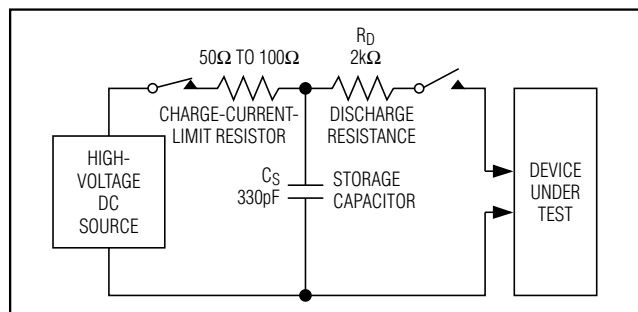 R_D
50Ω TO 100Ω
2kΩ
CHARGE-CURRENT-
LIMIT RESISTOR
DISCHARGE
RESISTANCE
HIGH-
VOLTAGE
DC
SOURCE
C_S
330pF
STORAGE
CAPACITOR
DEVICE
UNDER
TEST